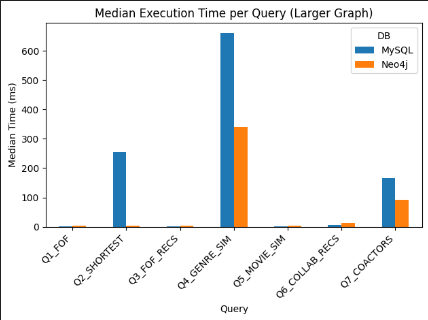 Median Execution Time per Query (Larger Graph)
DB
MySQL
Neo4j
Median Time (ms)
600
500
400
300
200
100
0
Q1_FOF
Q2_SHORTEST
Q3_FOF_RECS
Q4_GENRE_SIM
Q5_MOVIE_SIM
Q6_COLLAB_RECS
Q7_COACTORS
Query